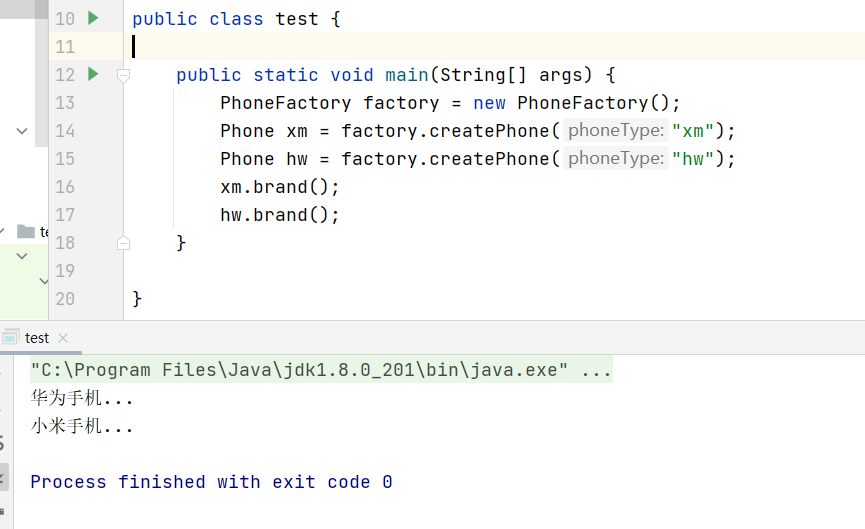 10 public class test {
11
12 public static void main(String[] args) {
13 PhoneFactory factory = new PhoneFactory();
14 Phone xm = factory.createPhone( phoneType: "xm");
15 Phone hw = factory.createPhone( phoneType: "hw");
16 xm.brand();
17 hw.brand();
18 }
19
20 }
test
"C:\Program Files\Java\jdk1.8.0_201\bin\java.exe" ...
华为手机...
小米手机...
Process finished with exit code 0